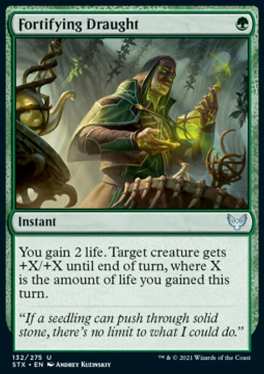 Fortifying Draught
Instant
You gain 2 life. Target creature gets
+X/+X until end of turn, where X
is the amount of life you gained this
turn.
"If a seedling can push through solid
stone, there's no limit to what I could do."
132/275 U
STX • EN Andrey Kuzinskiy
™ & © 2021 Wizards of the Coast